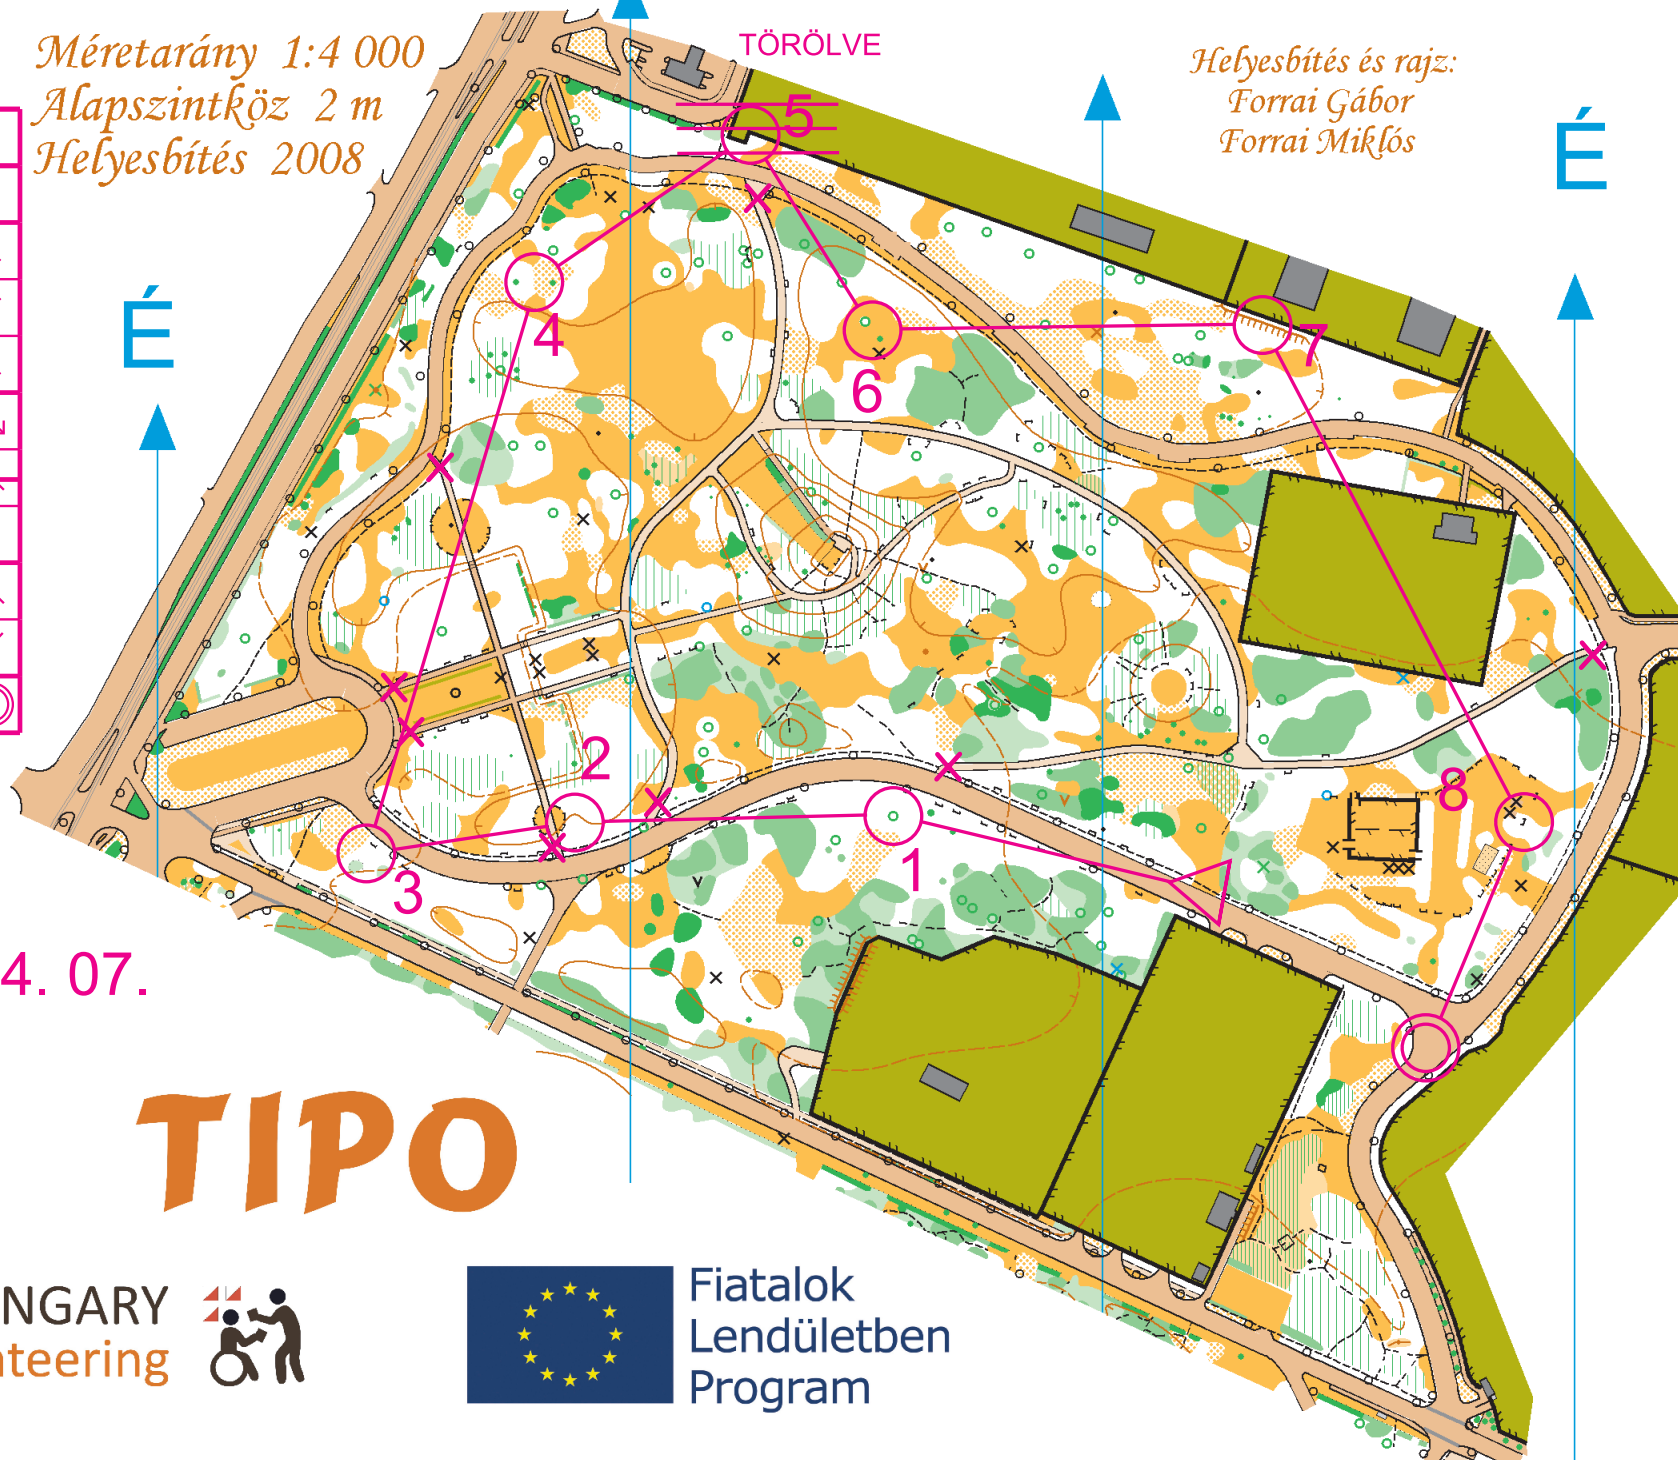 Méretarány 1:4 000
Alapszintköz 2 m
Helyesbítés 2008
TÖRÖLVE
Helyesbítés és rajz:
Forrai Gábor
Forrai Miklós
É
É
5
4
6
7
2
8
1
3
4. 07.
TIPO
NGARY
nteering
Fiatalok
Lendületben
Program